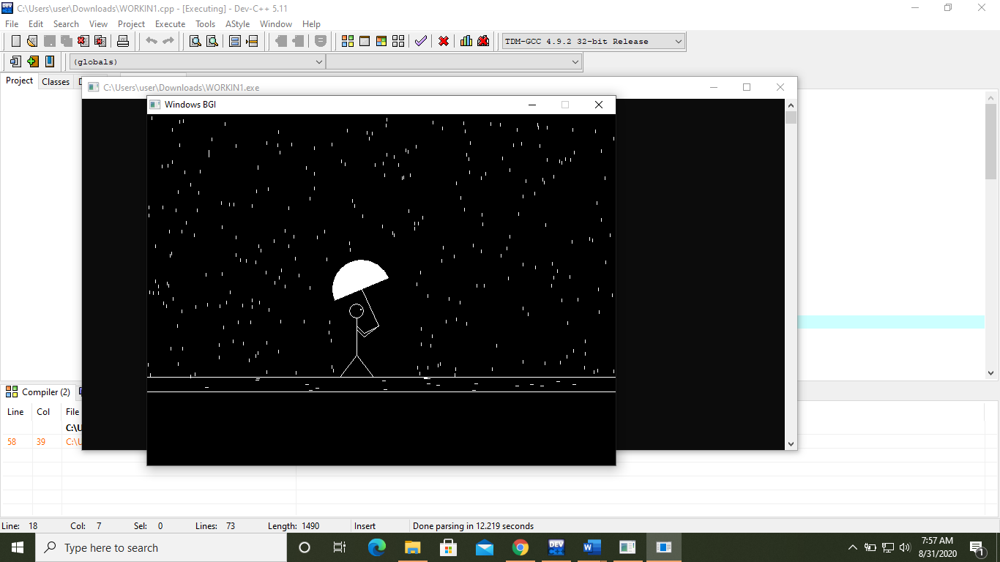 C:\Users\user\Downloads\WORKIN1.cpp - [Executing] - Dev-C++ 5.11
File Edit Search View Project Execute Tools AStyle Window Help
TDM-GCC 4.9.2 32-bit Release
(globals)
Project Classes
C:\Users\user\Downloads\WORKIN1.exe
Windows BGI
Compiler (2)
Line Col File
58 39
Line: 18 Col: 7 Sel: 0 Lines: 73 Length: 1490 Insert Done parsing in 12.219 seconds
Type here to search
DEV
7:57 AM
8/31/2020
1